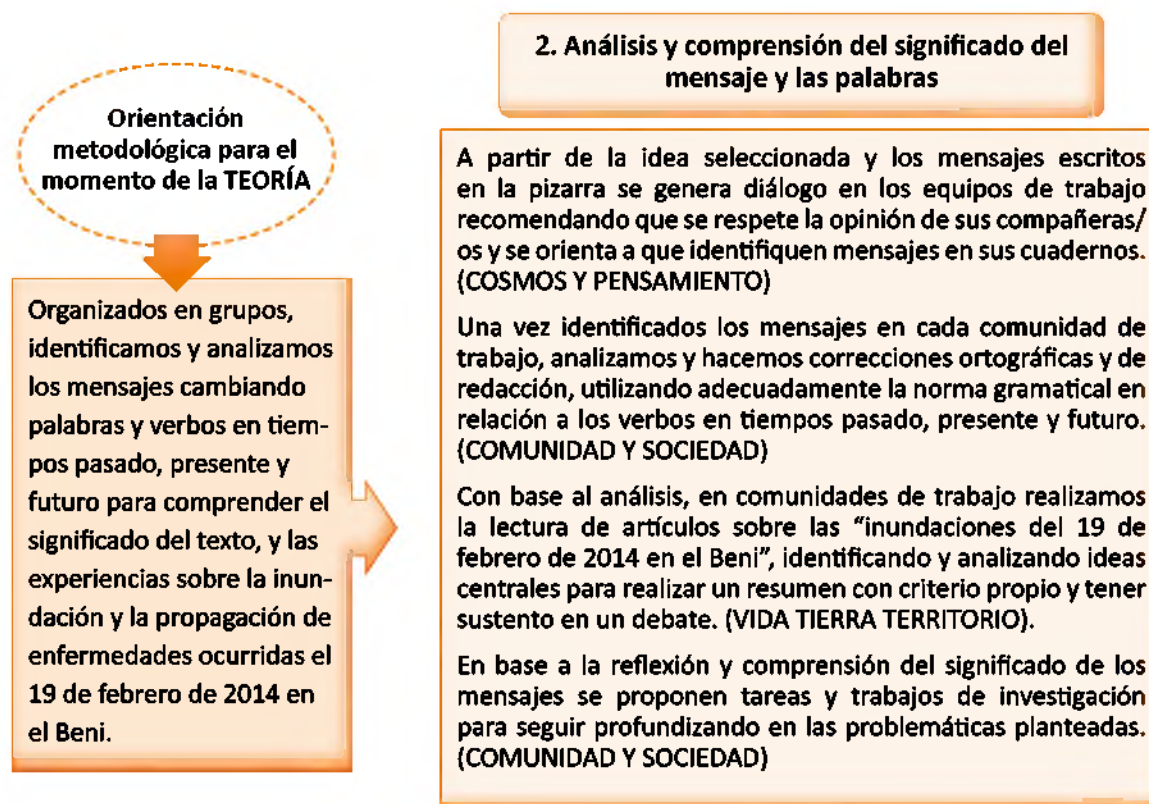 Orientación
metodológica para el
momento de la TEORÍA
Organizados en grupos,
identificamos y analizamos
los mensajes cambiando
palabras y verbos en tiem-
pos pasado, presente y
futuro para comprender el
significado del texto, y las
experiencias sobre la inun-
dación y la propagación de
enfermedades ocurridas el
19 de febrero de 2014 en
el Beni.
2. Análisis y comprensión del significado del
mensaje y las palabras
A partir de la idea seleccionada y los mensajes escritos
en la pizarra se genera diálogo en los equipos de trabajo
recomendando que se respete la opinión de sus compañeras/
os y se orienta a que identifiquen mensajes en sus cuadernos.
(COSMOS Y PENSAMIENTO)
Una vez identificados los mensajes en cada comunidad de
trabajo, analizamos y hacemos correcciones ortográficas y de
redacción, utilizando adecuadamente la norma gramatical en
relación a los verbos en tiempos pasado, presente y futuro.
(COMUNIDAD Y SOCIEDAD)
Con base al análisis, en comunidades de trabajo realizamos
la lectura de artículos sobre las “inundaciones del 19 de
febrero de 2014 en el Beni”, identificando y analizando ideas
centrales para realizar un resumen con criterio propio y tener
sustento en un debate. (VIDA TIERRA TERRITORIO).
En base a la reflexión y comprensión del significado de los
mensajes se proponen tareas y trabajos de investigación
para seguir profundizando en las problemáticas planteadas.
(COMUNIDAD Y SOCIEDAD)